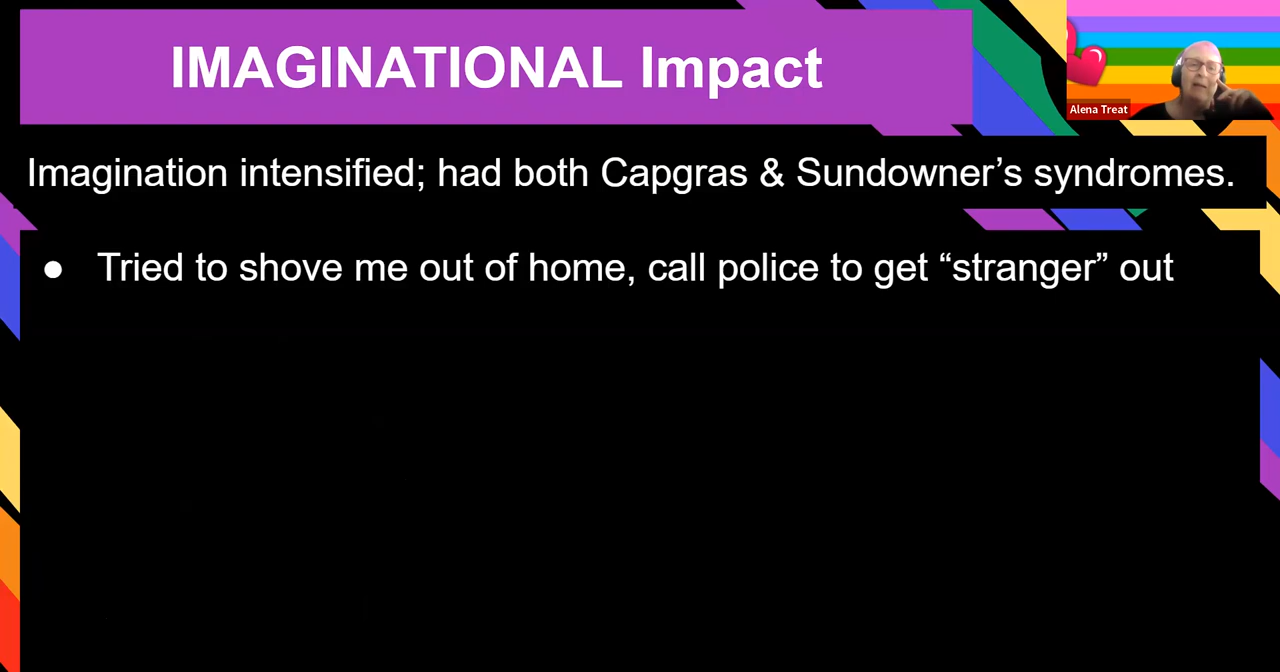 IMAGINATIONAL Impact
Alena Treat
Imagination intensified; had both Capgras & Sundowner’s syndromes.
● Tried to shove me out of home, call police to get “stranger” out